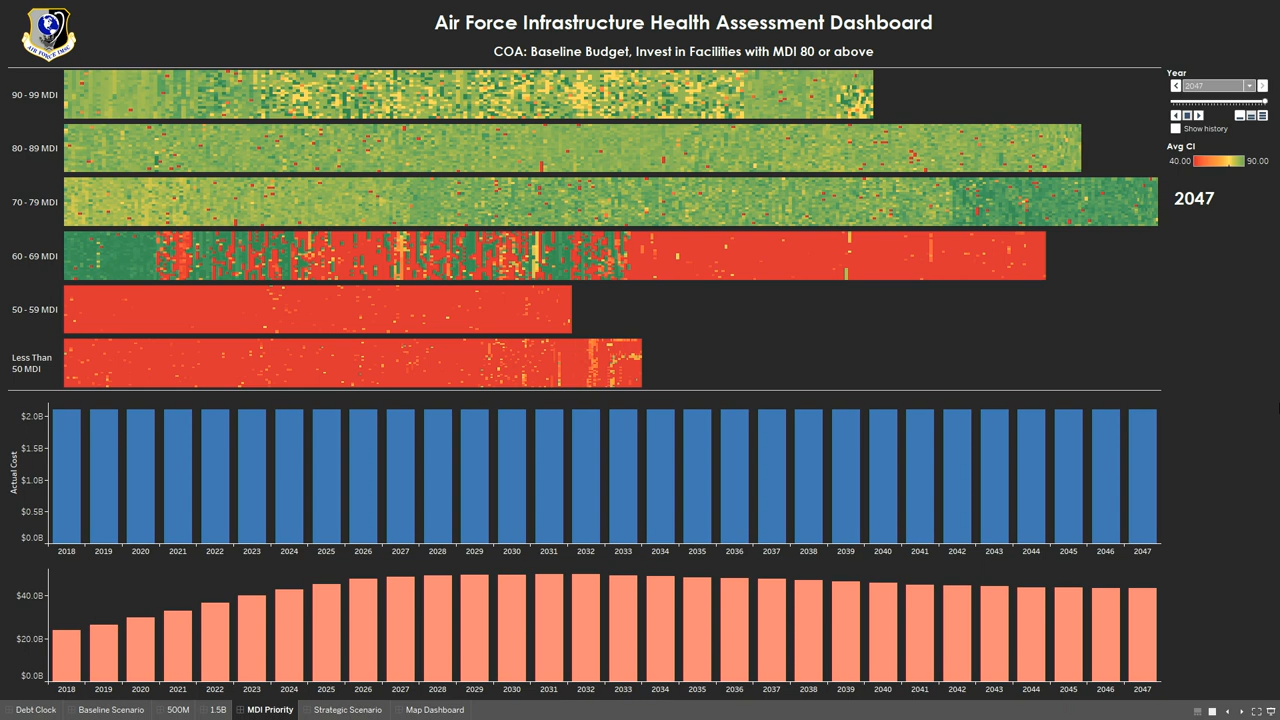 Air Force Infrastructure Health Assessment Dashboard
COA: Baseline Budget, Invest in Facilities with MDI 80 or above
AIR FORCE IMSC
90 - 99 MDI
80 - 89 MDI
70 - 79 MDI
60 - 69 MDI
50 - 59 MDI
Less Than
50 MDI
Year
2047
Show history
Avg CI
40.00 90.00
2047
Actual Cost
$2.0B
$1.5B
$1.0B
$0.5B
$0.0B
2018 2019 2020 2021 2022 2023 2024 2025 2026 2027 2028 2029 2030 2031 2032 2033 2034 2035 2036 2037 2038 2039 2040 2041 2042 2043 2044 2045 2046 2047
$40.0B
$20.0B
$0.0B
2018 2019 2020 2021 2022 2023 2024 2025 2026 2027 2028 2029 2030 2031 2032 2033 2034 2035 2036 2037 2038 2039 2040 2041 2042 2043 2044 2045 2046 2047
Debt Clock Baseline Scenario 500M 1.5B MDI Priority Strategic Scenario Map Dashboard